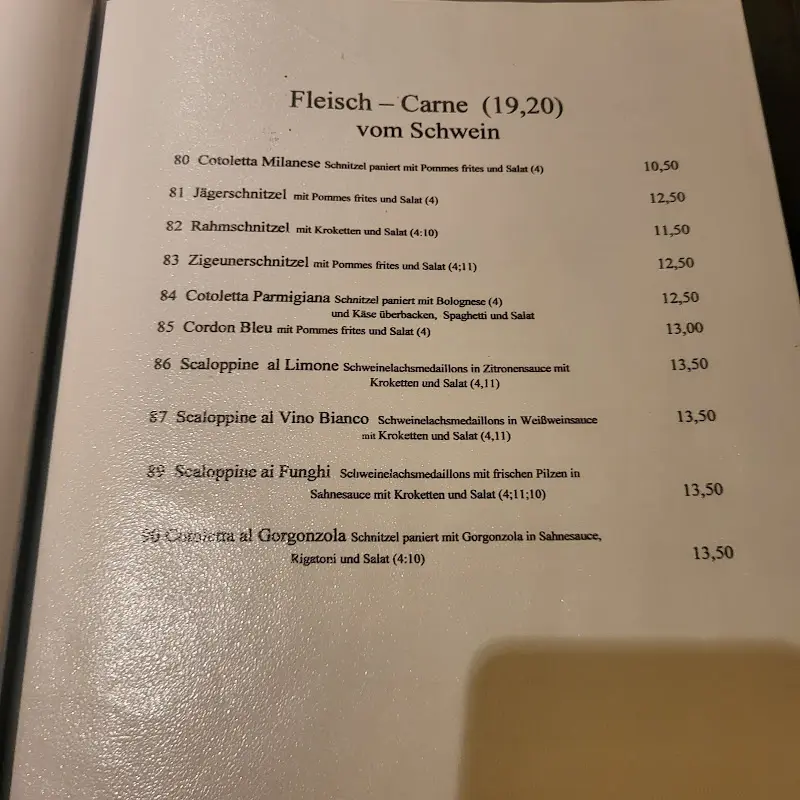 Fleisch – Carne (19,20)
vom Schwein
80 Cotoletta Milanese Schnitzel paniert mit Pommes frites und Salat (4) 10,50
81 Jägerschnitzel mit Pommes frites und Salat (4) 12,50
82 Rahmschnitzel mit Kroketten und Salat (4:10) 11,50
83 Zigeunerschnitzel mit Pommes frites und Salat (4;11) 12,50
84 Cotoletta Parmigiana Schnitzel paniert mit Bolognese (4) 12,50
und Käse überbacken, Spaghetti und Salat
85 Cordon Bleu mit Pommes frites und Salat (4) 13,00
86 Scaloppine al Limone Schweinelachsmedaillons in Zitronensauce mit 13,50
Kroketten und Salat (4,11)
87 Scaloppine al Vino Bianco Schweinelachsmedaillons in Weißweinsauce 13,50
mit Kroketten und Salat (4,11)
89 Scaloppine ai Funghi Schweinelachsmedaillons mit frischen Pilzen in
Sahnesauce mit Kroketten und Salat (4;11;10) 13,50
90 Cotoletta al Gorgonzola Schnitzel paniert mit Gorgonzola in Sahnesauce,
Rigatoni und Salat (4:10) 13,50